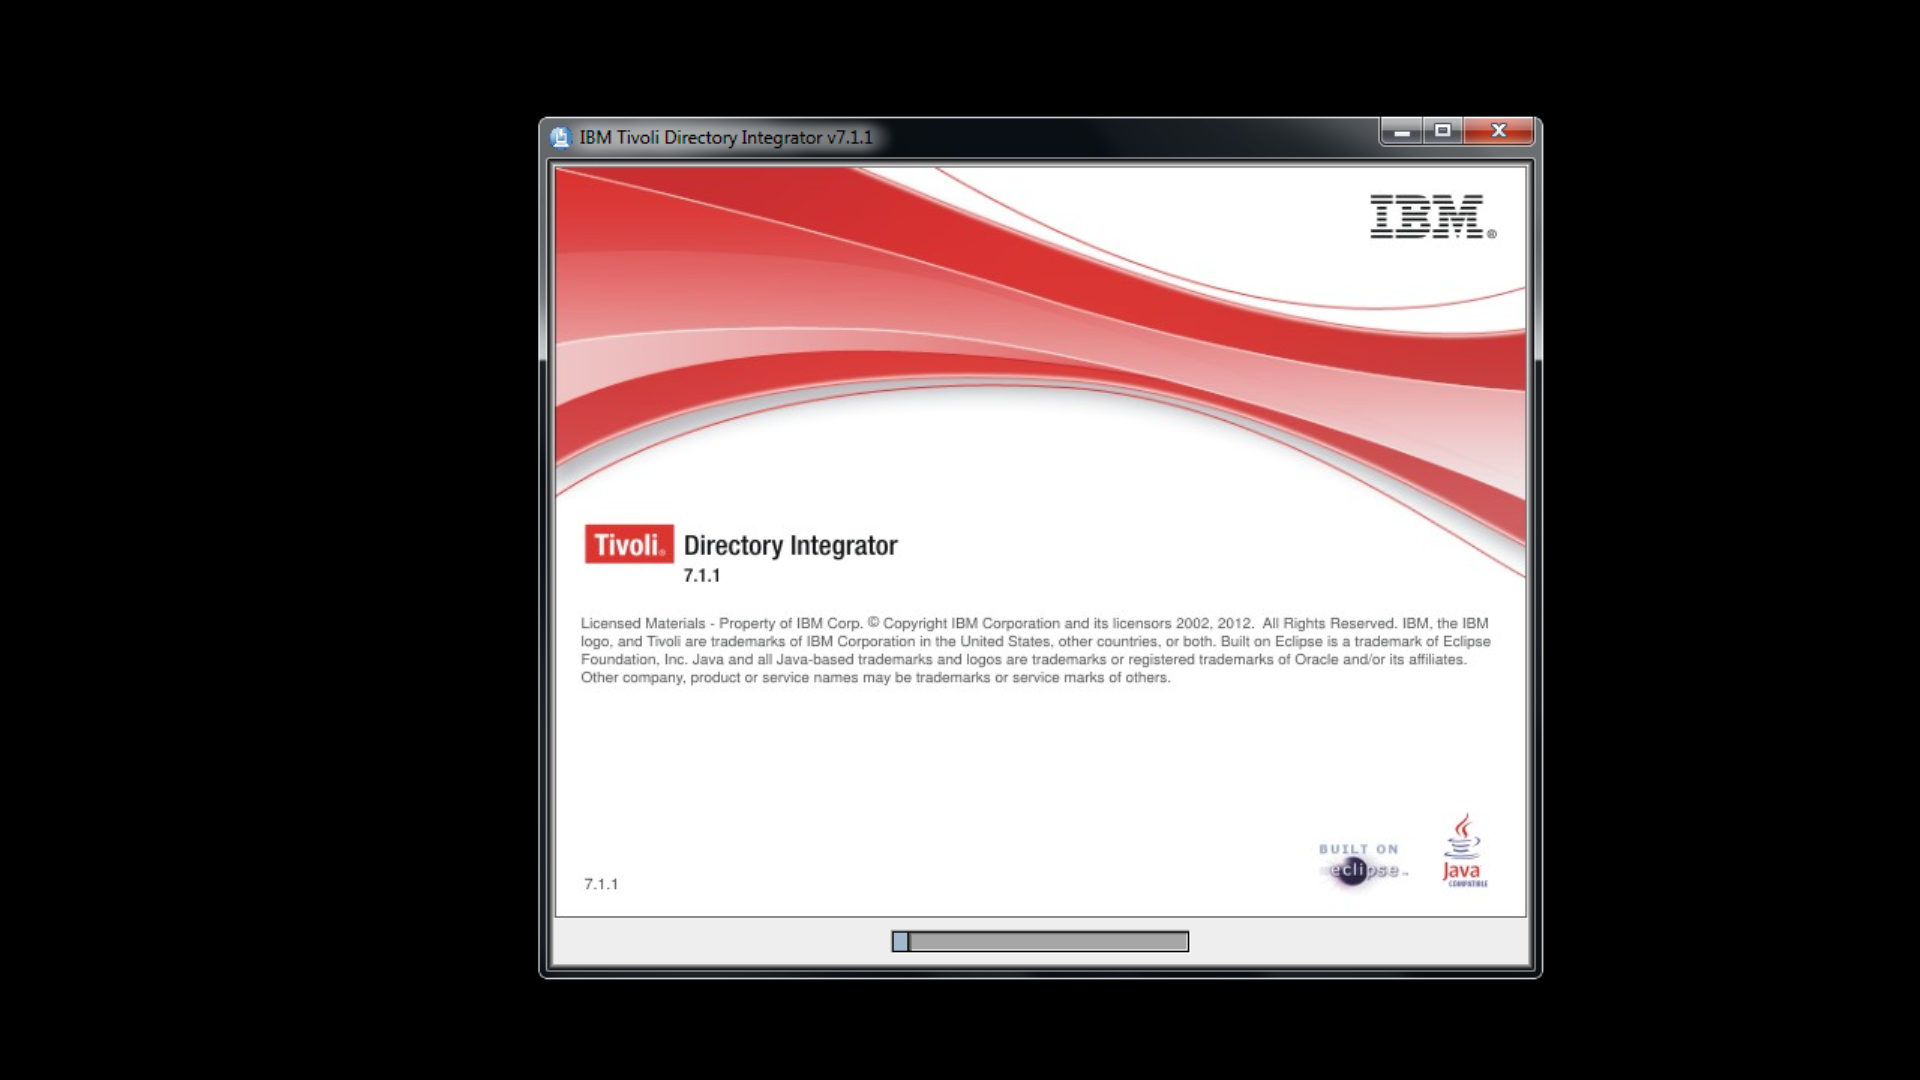 IBM Tivoli Directory Integrator v7.1.1
IBM®
Tivoli® Directory Integrator
7.1.1
Licensed Materials - Property of IBM Corp. © Copyright IBM Corporation and its licensors 2002, 2012. All Rights Reserved. IBM, the IBM
logo, and Tivoli are trademarks of IBM Corporation in the United States, other countries, or both. Built on Eclipse is a trademark of Eclipse
Foundation, Inc. Java and all Java-based trademarks and logos are trademarks or registered trademarks of Oracle and/or its affiliates.
Other company, product or service names may be trademarks or service marks of others.
BUILT ON
eclipse™
Java
COMPATIBLE
7.1.1